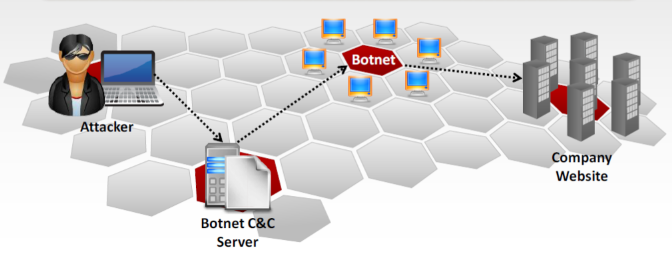 Botnet
Attacker
Company
Website
Botnet C&C
Server